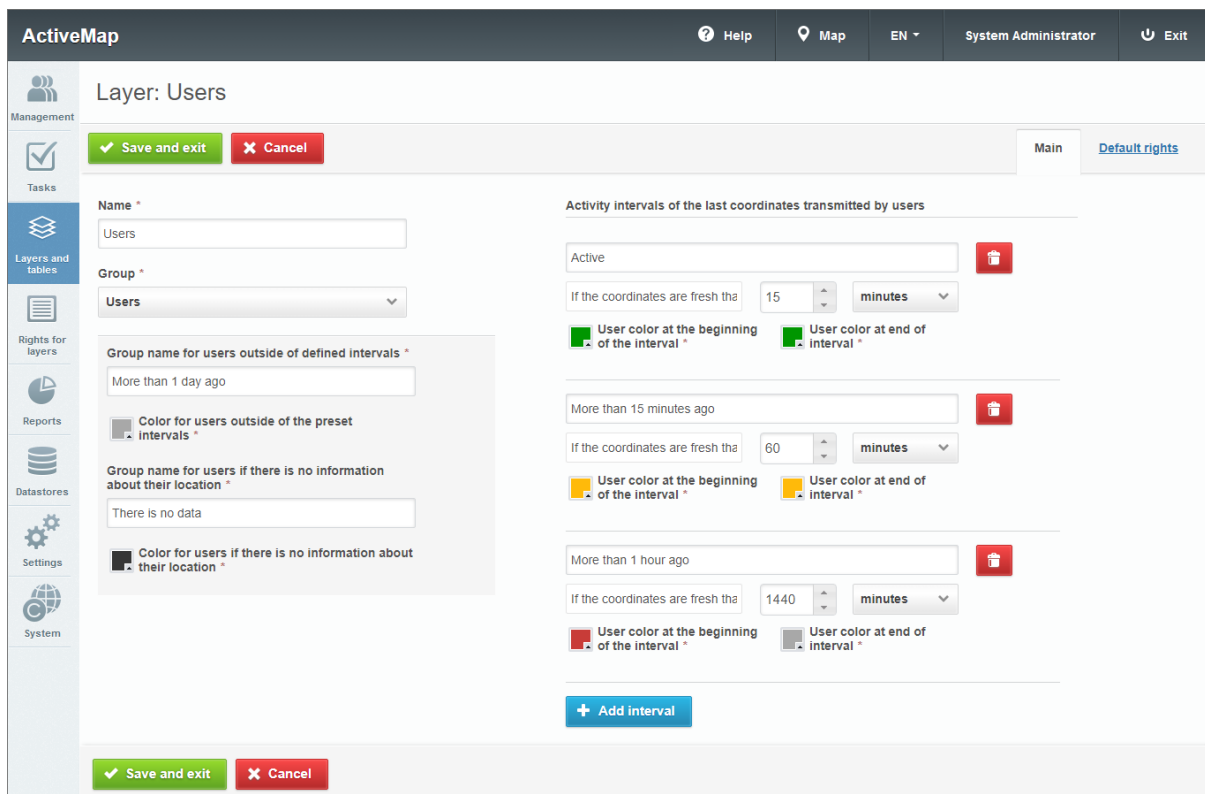 ActiveMap
Help
Map
EN
System Administrator
Exit
Management
Tasks
Layers and
tables
Rights for
layers
Reports
Datastores
Settings
System
Layer: Users
Save and exit
Cancel
Main
Default rights
Name *
Users
Group *
Users
Group name for users outside of defined intervals *
More than 1 day ago
Color for users outside of the preset
intervals *
Group name for users if there is no information
about their location *
There is no data
Color for users if there is no information about
their location *
Activity intervals of the last coordinates transmitted by users
Active
If the coordinates are fresh tha
15
minutes
User color at the beginning
of the interval *
User color at end of
interval *
More than 15 minutes ago
If the coordinates are fresh tha
60
minutes
User color at the beginning
of the interval *
User color at end of
interval *
More than 1 hour ago
If the coordinates are fresh tha
1440
minutes
User color at the beginning
of the interval *
User color at end of
interval *
Add interval
Save and exit
Cancel